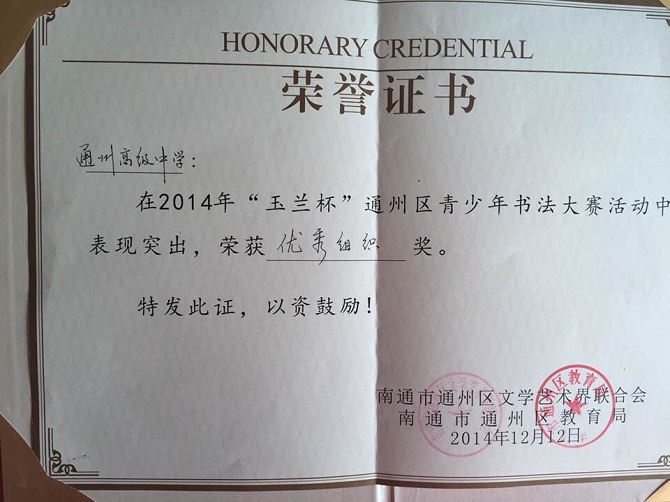 HONORARY CREDENTIAL
荣誉证书
通州高级中学：
在2014年“玉兰杯”通州区青少年书法大赛活动中
表现突出，荣获优秀组织奖。
特发此证，以资鼓励！
南通市通州区文学艺术界联合会
南通市通州区教育局
2014年12月12日